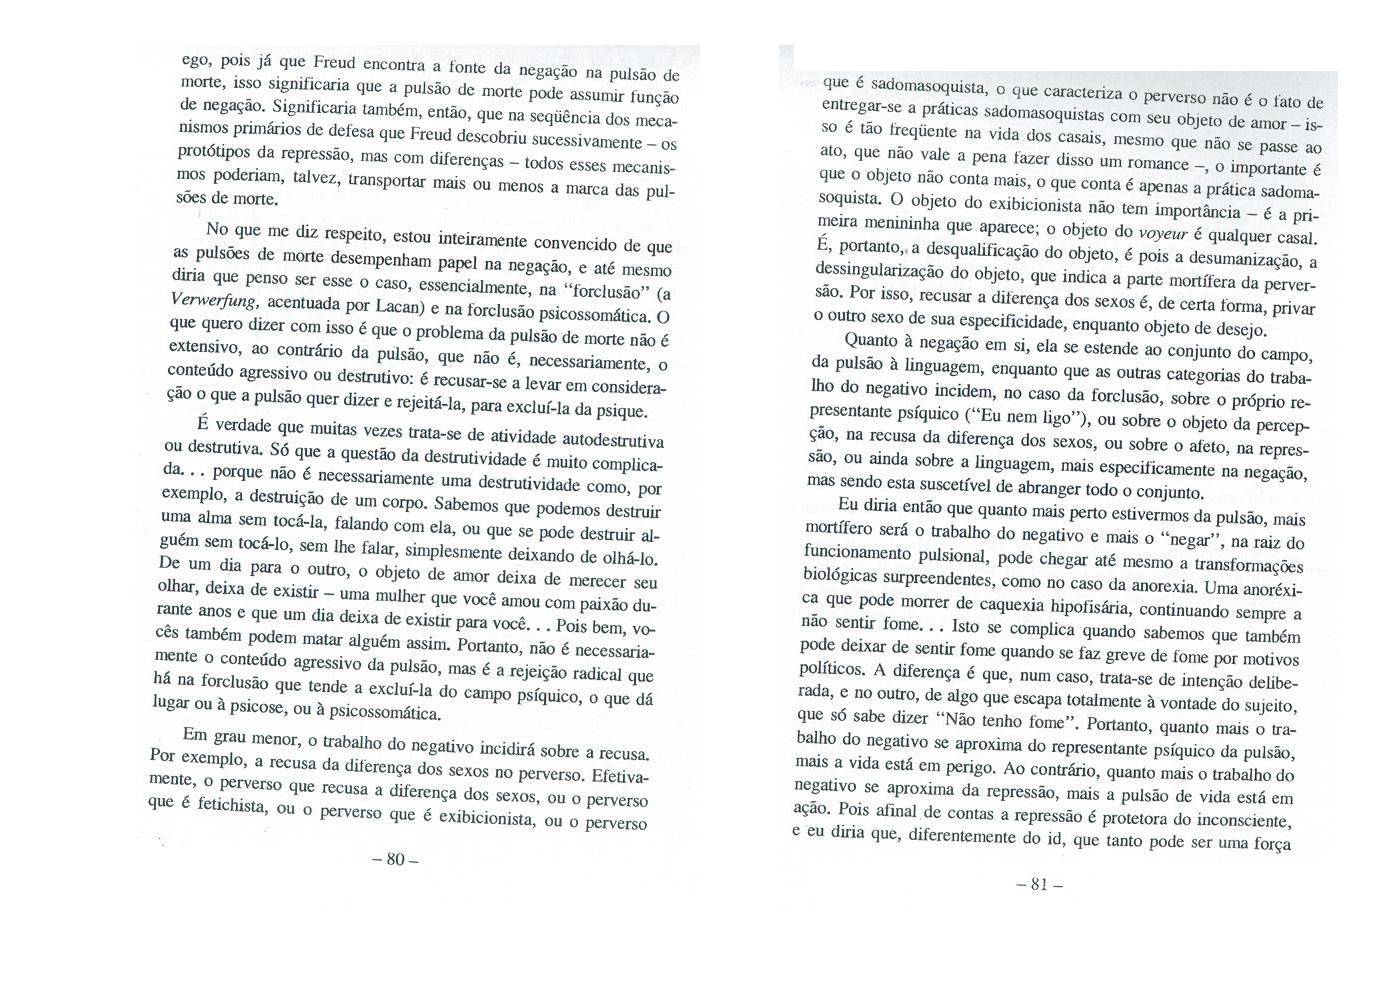 ego, pois já que Freud encontra a fonte da negação na pulsão de
morte, isso significaria que a pulsão de morte pode assumir função
de negação. Significaria também, então, que na seqüência dos meca-
nismos primários de defesa que Freud descobriu sucessivamente – os
protótipos da repressão, mas com diferenças – todos esses mecanis-
mos poderiam, talvez, transportar mais ou menos a marca das pul-
sões de morte.
No que me diz respeito, estou inteiramente convencido de que
as pulsões de morte desempenham papel na negação, e até mesmo
diria que penso ser esse o caso, essencialmente, na “forclusão” (a
Verwerfung, acentuada por Lacan) e na forclusão psicossomática. O
que quero dizer com isso é que o problema da pulsão de morte não é
extensivo, ao contrário da pulsão, que não é, necessariamente, o
conteúdo agressivo ou destrutivo: é recusar-se a levar em considera-
ção o que a pulsão quer dizer e rejeitá-la, para excluí-la da psique.
É verdade que muitas vezes trata-se de atividade autodestrutiva
ou destrutiva. Só que a questão da destrutividade é muito complica-
da. . . porque não é necessariamente uma destrutividade como, por
exemplo, a destruição de um corpo. Sabemos que podemos destruir
uma alma sem tocá-la, falando com ela, ou que se pode destruir al-
guém sem tocá-lo, sem lhe falar, simplesmente deixando de olhá-lo.
De um dia para o outro, o objeto de amor deixa de merecer seu
olhar, deixa de existir – uma mulher que você amou com paixão du-
rante anos e que um dia deixa de existir para você. . . Pois bem, vo-
cês também podem matar alguém assim. Portanto, não é necessaria-
mente o conteúdo agressivo da pulsão, mas é a rejeição radical que
há na forclusão que tende a excluí-la do campo psíquico, o que dá
lugar ou à psicose, ou à psicossomática.
Em grau menor, o trabalho do negativo incidirá sobre a recusa.
Por exemplo, a recusa da diferença dos sexos no perverso. Efetiva-
mente, o perverso que recusa a diferença dos sexos, ou o perverso
que é fetichista, ou o perverso que é exibicionista, ou o perverso
– 80 –
que é sadomasoquista, o que caracteriza o perverso não é o fato de
entregar-se a práticas sadomasoquistas com seu objeto de amor – is-
so é tão freqüente na vida dos casais, mesmo que não se passe ao
ato, que não vale a pena fazer disso um romance –, o importante é
que o objeto não conta mais, o que conta é apenas a prática sadoma-
soquista. O objeto do exibicionista não tem importância – é a pri-
meira menininha que aparece; o objeto do voyeur é qualquer casal.
É, portanto, a desqualificação do objeto, é pois a desumanização, a
dessingularização do objeto, que indica a parte mortífera da perver-
são. Por isso, recusar a diferença dos sexos é, de certa forma, privar
o outro sexo de sua especificidade, enquanto objeto de desejo.
Quanto à negação em si, ela se estende ao conjunto do campo,
da pulsão à linguagem, enquanto que as outras categorias do traba-
lho do negativo incidem, no caso da forclusão, sobre o próprio re-
presentante psíquico (“Eu nem ligo”), ou sobre o objeto da percep-
ção, na recusa da diferença dos sexos, ou sobre o afeto, na repres-
são, ou ainda sobre a linguagem, mais especificamente na negação,
mas sendo esta suscetível de abranger todo o conjunto.
Eu diria então que quanto mais perto estivermos da pulsão, mais
mortífero será o trabalho do negativo e mais o “negar”, na raiz do
funcionamento pulsional, pode chegar até mesmo a transformações
biológicas surpreendentes, como no caso da anorexia. Uma anoréxi-
ca que pode morrer de caquexia hipofisária, continuando sempre a
não sentir fome. . . Isto se complica quando sabemos que também
pode deixar de sentir fome quando se faz greve de fome por motivos
políticos. A diferença é que, num caso, trata-se de intenção delibe-
rada, e no outro, de algo que escapa totalmente à vontade do sujeito,
que só sabe dizer “Não tenho fome”. Portanto, quanto mais o tra-
balho do negativo se aproxima do representante psíquico da pulsão,
mais a vida está em perigo. Ao contrário, quanto mais o trabalho do
negativo se aproxima da repressão, mais a pulsão de vida está em
ação. Pois afinal de contas a repressão é protetora do inconsciente,
e eu diria que, diferentemente do id, que tanto pode ser uma força
– 81 –